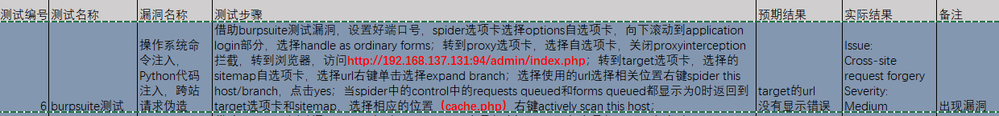 测试编号 测试名称 漏洞名称 测试步骤 预期结果 实际结果 备注
借助burpsuite测试漏洞，设置好端口号，spider选项卡选择options自选项卡，向下滚动到application
操作系统命 login部分，选择handle as ordinary forms；转到proxy选项卡，选择自选项卡，关闭proxyinterception Issue:
令注入， 拦截，转到浏览器，访问http://192.168.137.131:94/admin/index.php；转到target选项卡，选择的 Cross-site
Python代码 sitemap自选项卡，选择url右键单击选择expand branch；选择使用的url选择相关位置右键spider this request forgery
注入，跨站 host/branch，点击yes；当spider中的control中的requests queued和forms queued都显示为0时返回到 target的url Severity:
6 burpsuite测试 请求伪造 target选项卡和sitemap，选择相应的位置（cache.php）右键actively scan this host； 没有显示错误 Medium 出现漏洞